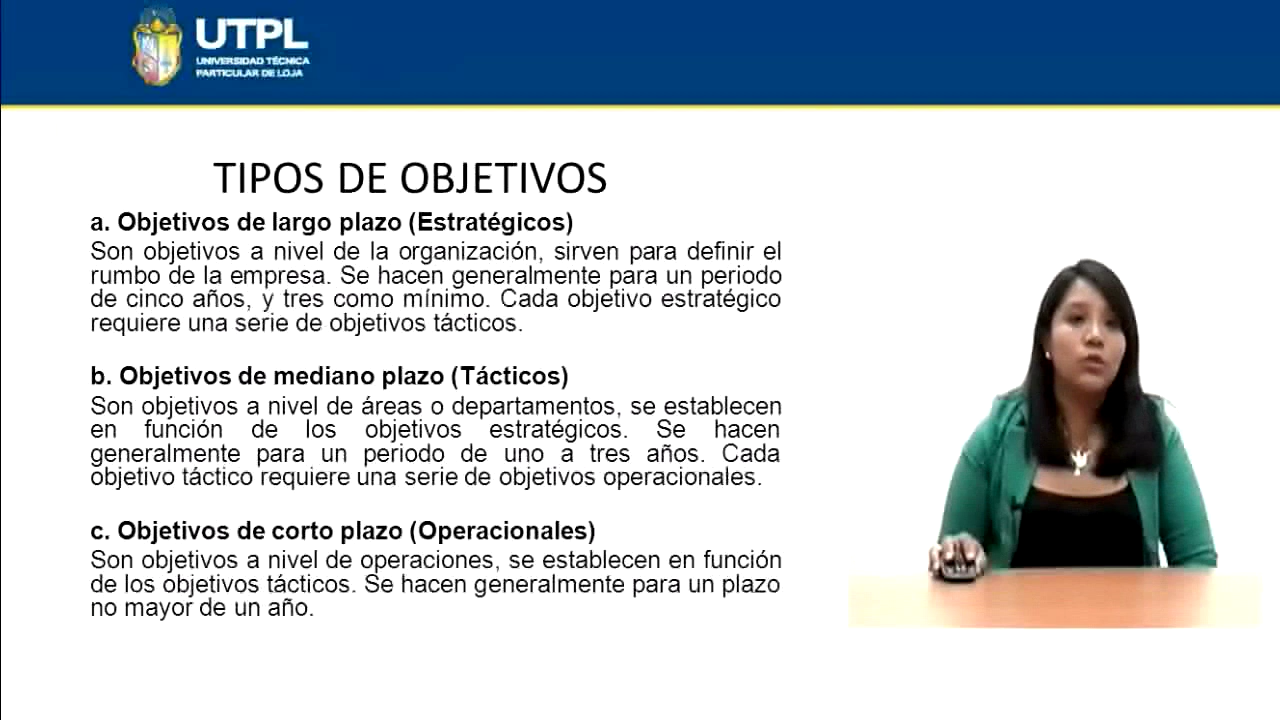 UTPL
UNIVERSIDAD TÉCNICA
PARTICULAR DE LOJA
TIPOS DE OBJETIVOS
a. Objetivos de largo plazo (Estratégicos)
Son objetivos a nivel de la organización, sirven para definir el
rumbo de la empresa. Se hacen generalmente para un periodo
de cinco años, y tres como mínimo. Cada objetivo estratégico
requiere una serie de objetivos tácticos.
b. Objetivos de mediano plazo (Tácticos)
Son objetivos a nivel de áreas o departamentos, se establecen
en función de los objetivos estratégicos. Se hacen
generalmente para un periodo de uno a tres años. Cada
objetivo táctico requiere una serie de objetivos operacionales.
c. Objetivos de corto plazo (Operacionales)
Son objetivos a nivel de operaciones, se establecen en función
de los objetivos tácticos. Se hacen generalmente para un plazo
no mayor de un año.